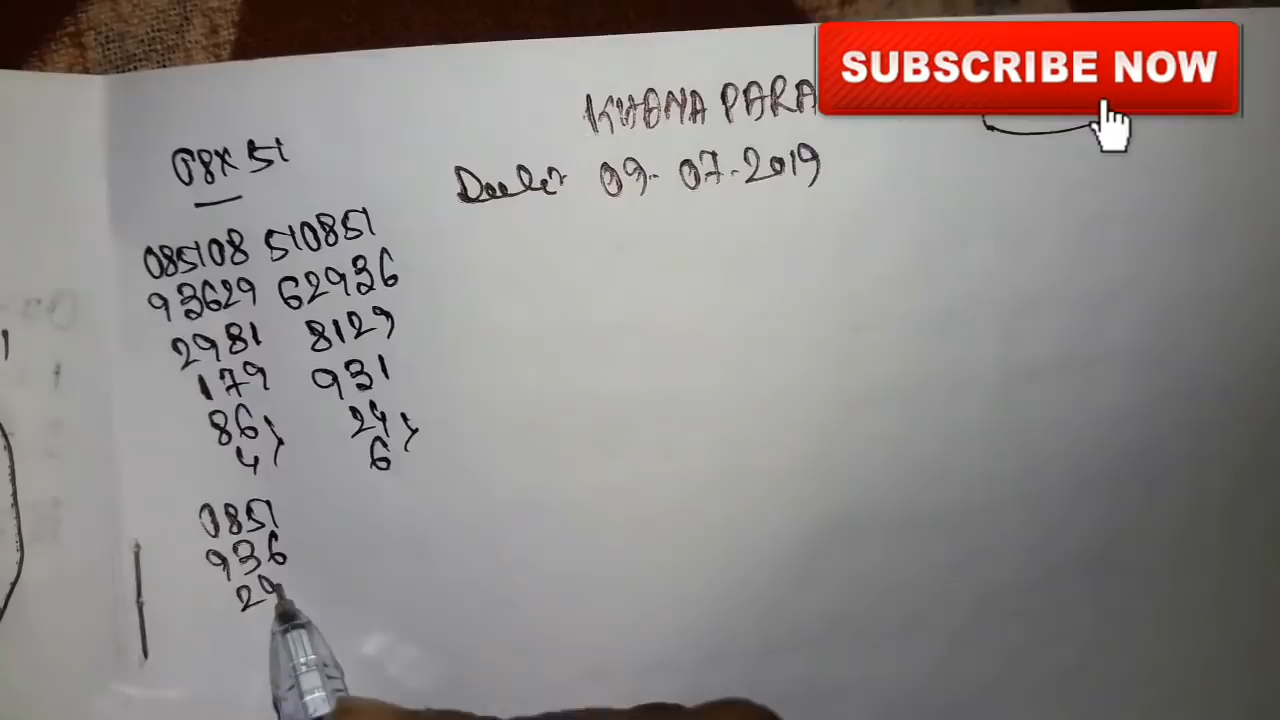 SUBSCRIBE NOW
KHANA PARA
Date: 09-07-2019
08X51
085108 510851
93629 62936
2981 8129
179 931
86 24
4 6
0851
936
29